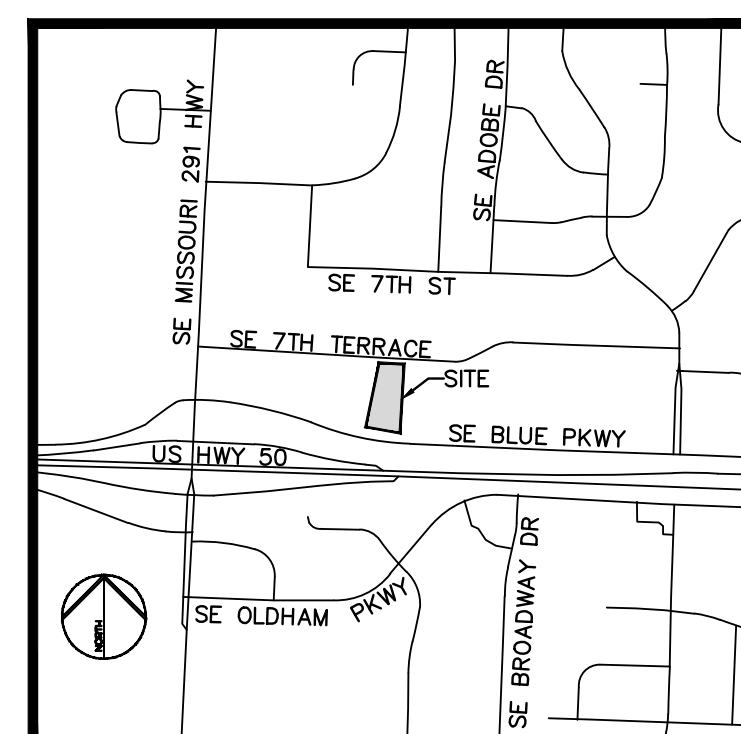 SE MISSOURI 291 HWY
SE ADOBE DR
SE 7TH ST
SE 7TH TERRACE
SITE
SE BLUE PKWY
US HWY 50
SE BROADWAY DR
SE OLDHAM PKWY
NORTH